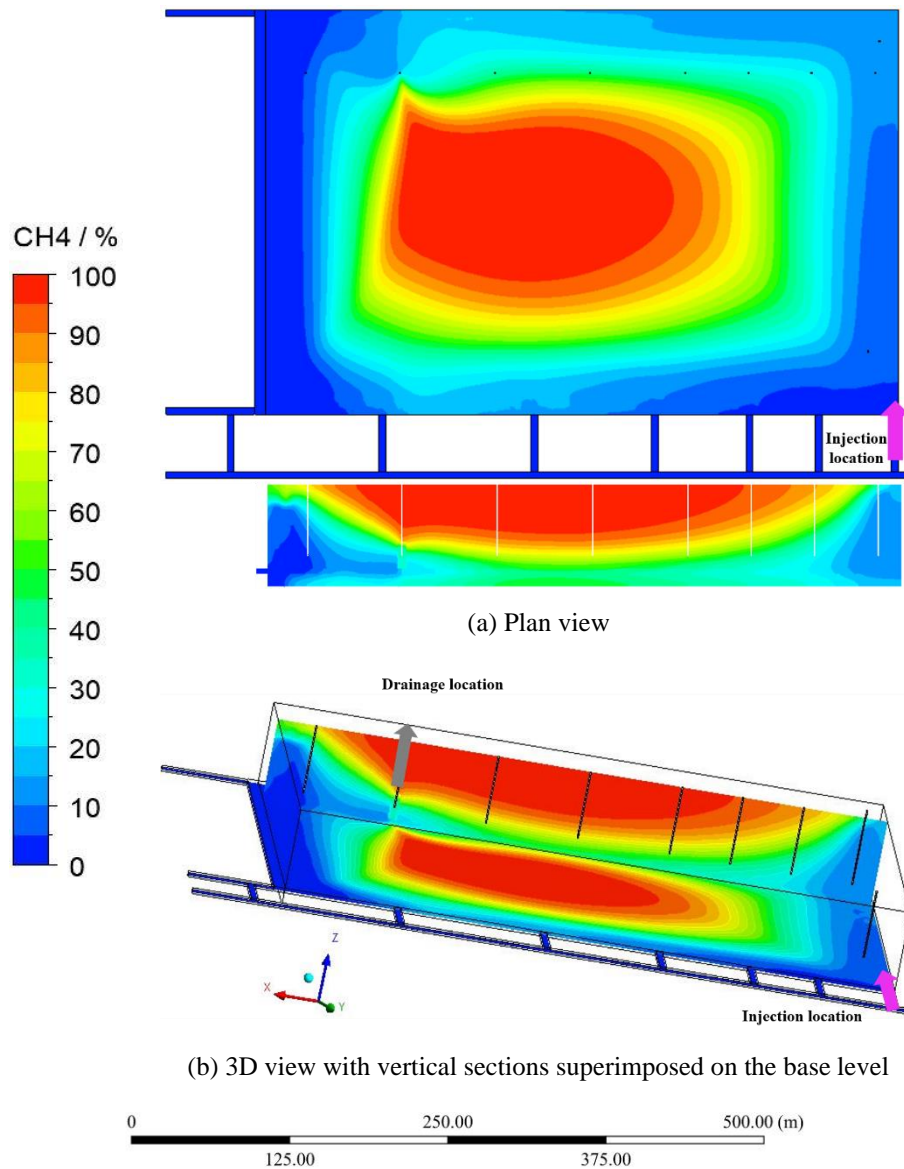 CH4 / %
100
90
80
70
60
50
40
30
20
10
0
Injection
location
(a) Plan view
Drainage location
Z
X
Y
Injection location
(b) 3D view with vertical sections superimposed on the base level
0 250.00 500.00 (m)
125.00 375.00